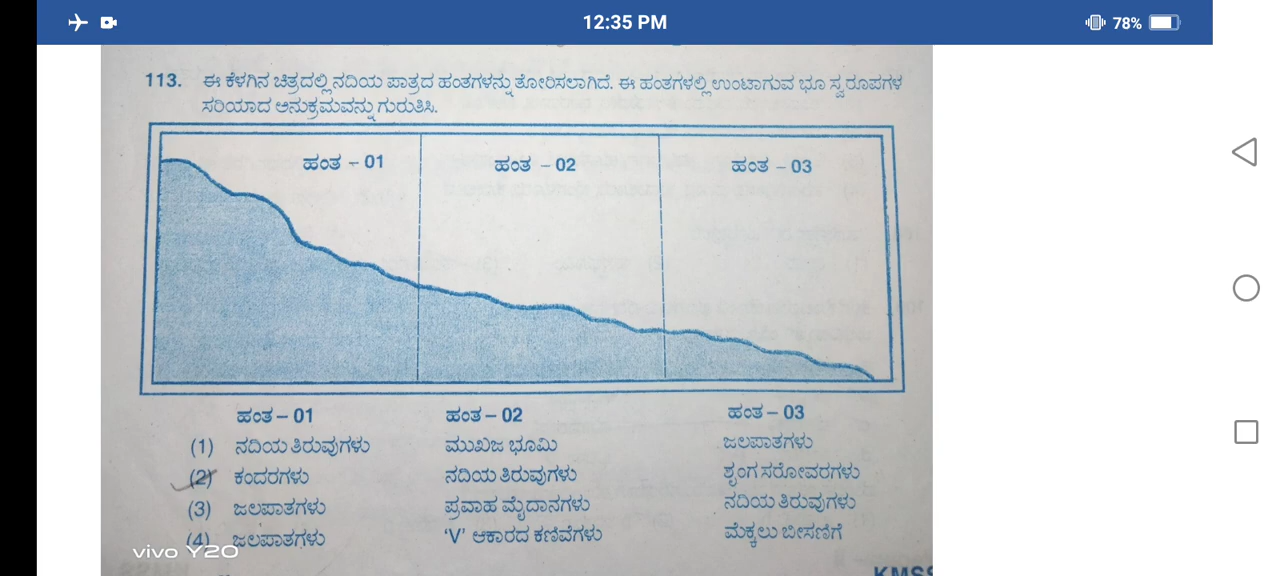 12:35 PM
78%
113. ಈ ಕೆಳಗಿನ ಚಿತ್ರದಲ್ಲಿ ನದಿಯ ಪಾತ್ರದ ಹಂತಗಳನ್ನು ತೋರಿಸಲಾಗಿದೆ. ಈ ಹಂತಗಳಲ್ಲಿ ಉಂಟಾಗುವ ಭೂ ಸ್ವರೂಪಗಳ
ಸರಿಯಾದ ಅನುಕ್ರಮವನ್ನು ಗುರುತಿಸಿ.
ಹಂತ – 01 ಹಂತ – 02 ಹಂತ – 03
ಹಂತ – 01 ಹಂತ – 02 ಹಂತ – 03
(1) ನದಿಯ ತಿರುವುಗಳು ಮುಖಜ ಭೂಮಿ ಜಲಪಾತಗಳು
(2) ಕಂದರಗಳು ನದಿಯ ತಿರುವುಗಳು ಶೃಂಗ ಸರೋವರಗಳು
(3) ಜಲಪಾತಗಳು ಪ್ರವಾಹ ಮೈದಾನಗಳು ನದಿಯ ತಿರುವುಗಳು
(4) ಜಲಪಾತಗಳು ‘V’ ಆಕಾರದ ಕಣಿವೆಗಳು ಮೆಕ್ಕಲು ಬೀಸಣಿಗೆ
vivo Y20